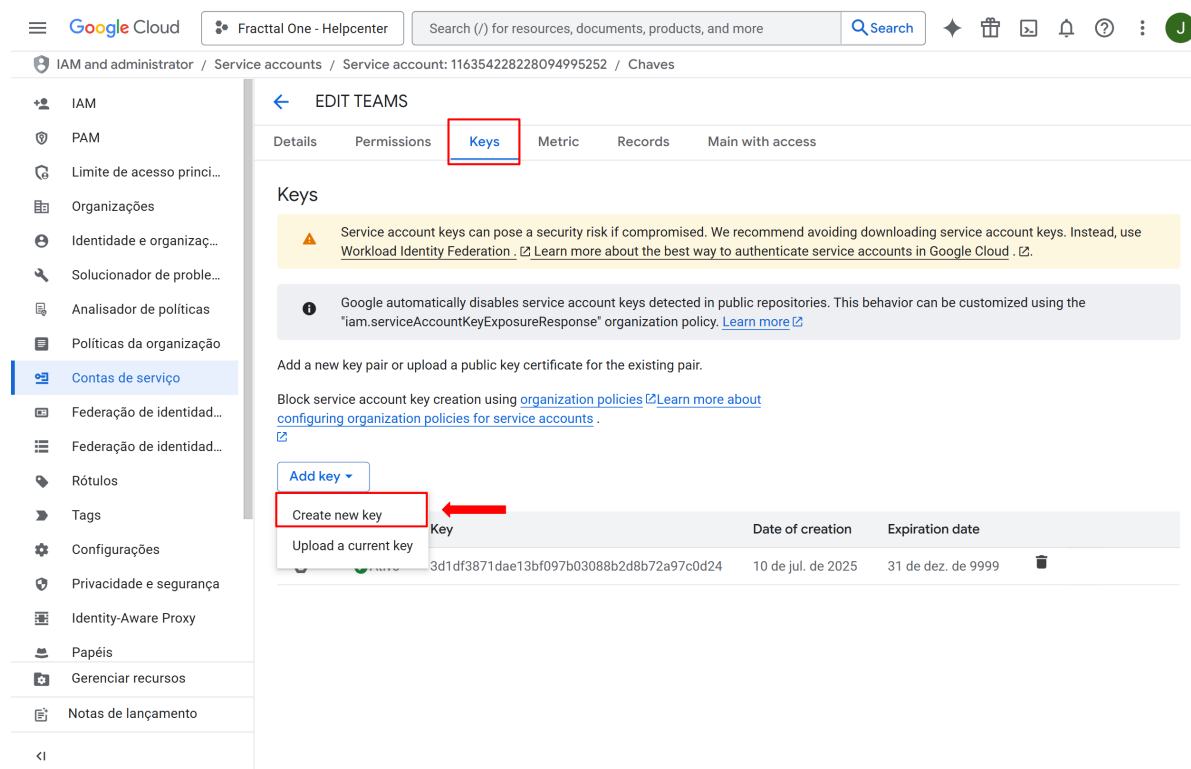 Google Cloud
Fracttal One - Helpcenter
Search (/) for resources, documents, products, and more
Search
J
IAM and administrator / Service accounts / Service account: 116354228228094995252 / Chaves
IAM
PAM
Limite de acesso princi...
Organizações
Identidade e organizaç...
Solucionador de proble...
Analisador de políticas
Políticas da organização
Contas de serviço
Federação de identidad...
Federação de identidad...
Rótulos
Tags
Configurações
Privacidade e segurança
Identity-Aware Proxy
Papéis
Gerenciar recursos
Notas de lançamento
EDIT TEAMS
Details Permissions Keys Metric Records Main with access
Keys
Service account keys can pose a security risk if compromised. We recommend avoiding downloading service account keys. Instead, use
Workload Identity Federation . Learn more about the best way to authenticate service accounts in Google Cloud .
Google automatically disables service account keys detected in public repositories. This behavior can be customized using the
"iam.serviceAccountKeyExposureResponse" organization policy. Learn more
Add a new key pair or upload a public key certificate for the existing pair.
Block service account key creation using organization policies Learn more about
configuring organization policies for service accounts .
Add key
Create new key
Upload a current key
Key Date of creation Expiration date
3d1df3871dae13bf097b03088b2d8b72a97c0d24 10 de jul. de 2025 31 de dez. de 9999